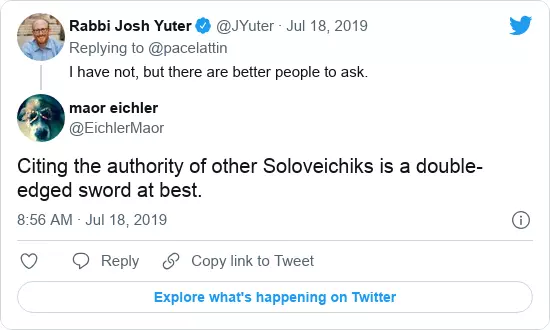 Rabbi Josh Yuter @JYuter · Jul 18, 2019
Replying to @pacelattin
I have not, but there are better people to ask.
maor eichler
@EichlerMaor
Citing the authority of other Soloveichiks is a double-
edged sword at best.
8:56 AM · Jul 18, 2019
Reply Copy link to Tweet
Explore what's happening on Twitter